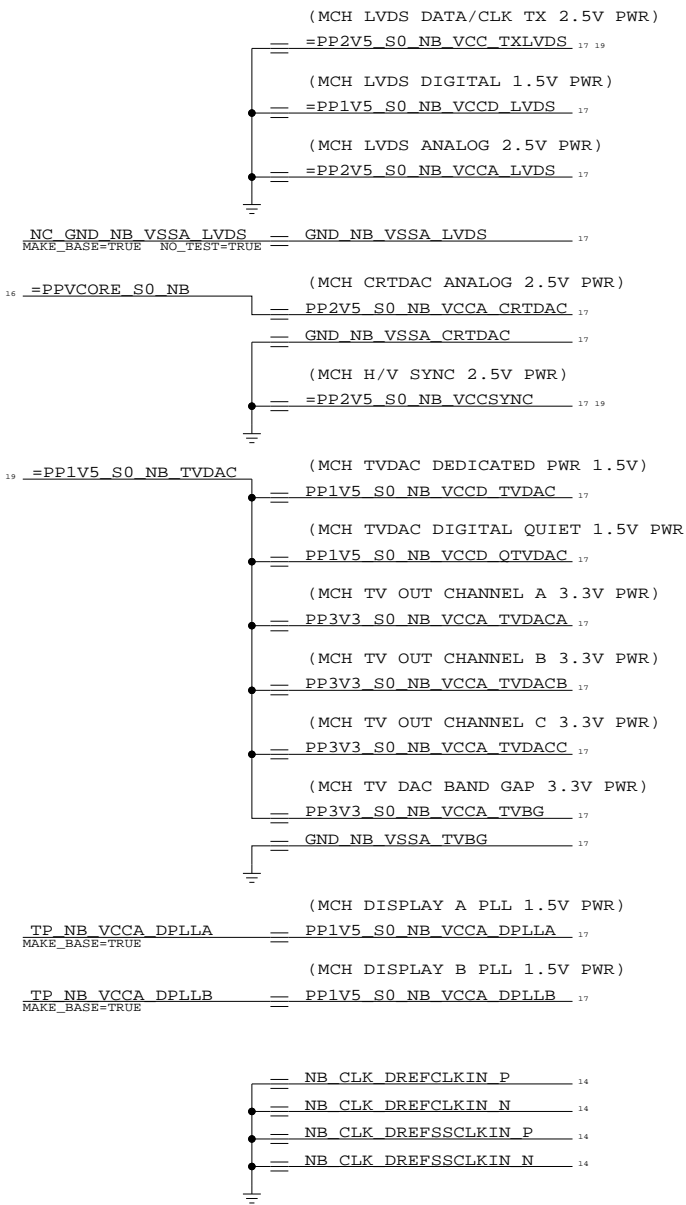 (MCH LVDS DATA/CLK TX 2.5V PWR)
=PP2V5_S0_NB_VCC_TXLVDS 17 19
(MCH LVDS DIGITAL 1.5V PWR)
=PP1V5_S0_NB_VCCD_LVDS 17
(MCH LVDS ANALOG 2.5V PWR)
=PP2V5_S0_NB_VCCA_LVDS 17
NC_GND_NB_VSSA_LVDS GND_NB_VSSA_LVDS 17
MAKE_BASE=TRUE NO_TEST=TRUE
(MCH CRTDAC ANALOG 2.5V PWR)
16 =PPVCORE_S0_NB
PP2V5_S0_NB_VCCA_CRTDAC 17
GND_NB_VSSA_CRTDAC 17
(MCH H/V SYNC 2.5V PWR)
=PP2V5_S0_NB_VCCSYNC 17 19
(MCH TVDAC DEDICATED PWR 1.5V)
19 =PP1V5_S0_NB_TVDAC
PP1V5_S0_NB_VCCD_TVDAC 17
(MCH TVDAC DIGITAL QUIET 1.5V PWR
PP1V5_S0_NB_VCCD_QTVDAC 17
(MCH TV OUT CHANNEL A 3.3V PWR)
PP3V3_S0_NB_VCCA_TVDACA 17
(MCH TV OUT CHANNEL B 3.3V PWR)
PP3V3_S0_NB_VCCA_TVDACB 17
(MCH TV OUT CHANNEL C 3.3V PWR)
PP3V3_S0_NB_VCCA_TVDACC 17
(MCH TV DAC BAND GAP 3.3V PWR)
PP3V3_S0_NB_VCCA_TVBG 17
GND_NB_VSSA_TVBG 17
(MCH DISPLAY A PLL 1.5V PWR)
TP_NB_VCCA_DPLLA PP1V5_S0_NB_VCCA_DPLLA 17
MAKE_BASE=TRUE
(MCH DISPLAY B PLL 1.5V PWR)
TP_NB_VCCA_DPLLB PP1V5_S0_NB_VCCA_DPLLB 17
MAKE_BASE=TRUE
NB_CLK_DREFCLKIN_P 14
NB_CLK_DREFCLKIN_N 14
NB_CLK_DREFSSCLKIN_P 14
NB_CLK_DREFSSCLKIN_N 14